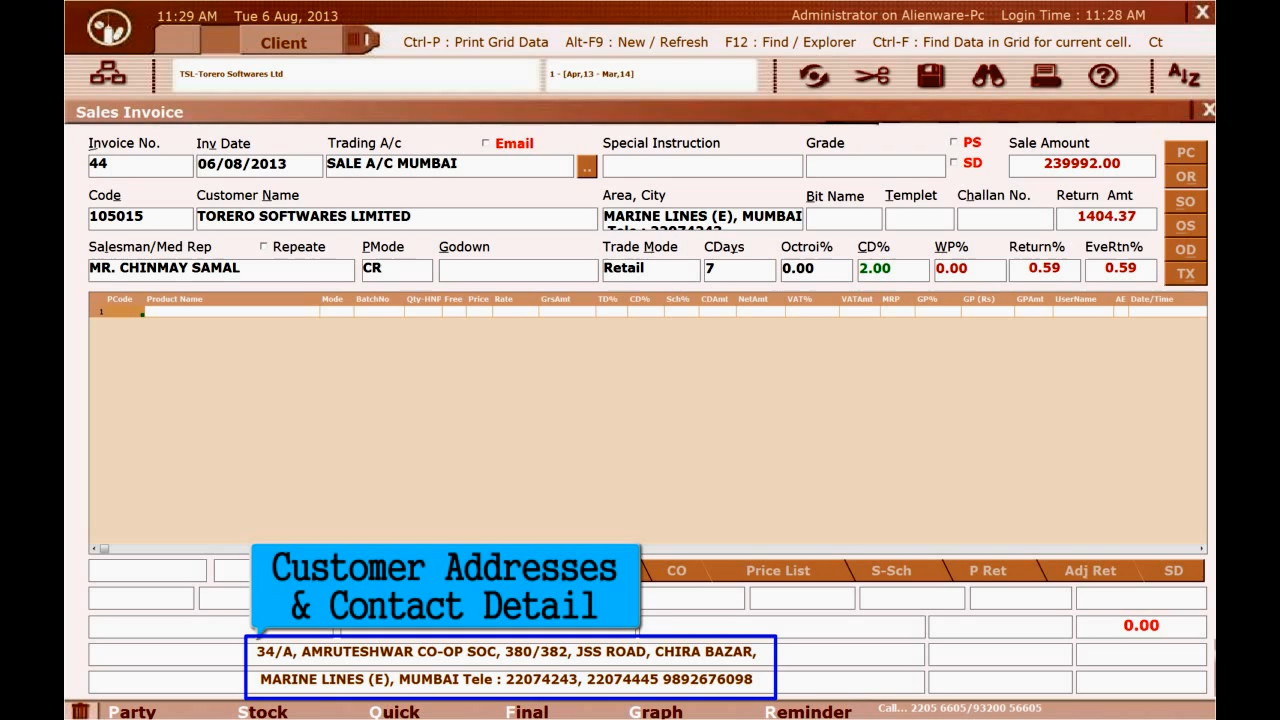 11:29 AM Tue 6 Aug, 2013 Administrator on Alienware-Pc Login Time : 11:28 AM X
Client Ctrl-P : Print Grid Data Alt-F9 : New / Refresh F12 : Find / Explorer Ctrl-F : Find Data in Grid for current cell. Ct
TSL-Torero Softwares Ltd 1 - [Apr,13 - Mar,14] ? A↓Z
Sales Invoice X
Invoice No. Inv Date Trading A/c Email Special Instruction Grade PS Sale Amount
44 06/08/2013 SALE A/C MUMBAI .. SD 239992.00 PC
OR
Code Customer Name Area, City Bit Name Templet Challan No. Return Amt SO
105015 TORERO SOFTWARES LIMITED MARINE LINES (E), MUMBAI 1404.37 OS
Tele : 22074243
Salesman/Med Rep Repeate PMode Godown Trade Mode CDays Octroi% CD% WP% Return% EveRtn% OD
MR. CHINMAY SAMAL CR Retail 7 0.00 2.00 0.00 0.59 0.59 TX
PCode Product Name Mode BatchNo Qty-HNF Free Price Rate GrsAmt TD% CD% Sch% CDAmt NetAmt VAT% VATAmt MRP GP% GP (Rs) GPAmt UserName AE Date/Time
1
Customer Addresses
& Contact Detail
CO Price List S-Sch P Ret Adj Ret SD
0.00
34/A, AMRUTESHWAR CO-OP SOC, 380/382, JSS ROAD, CHIRA BAZAR,
MARINE LINES (E), MUMBAI Tele : 22074243, 22074445 9892676098
Party Stock Quick Final Graph Reminder Call... 2205 6605/93200 56605